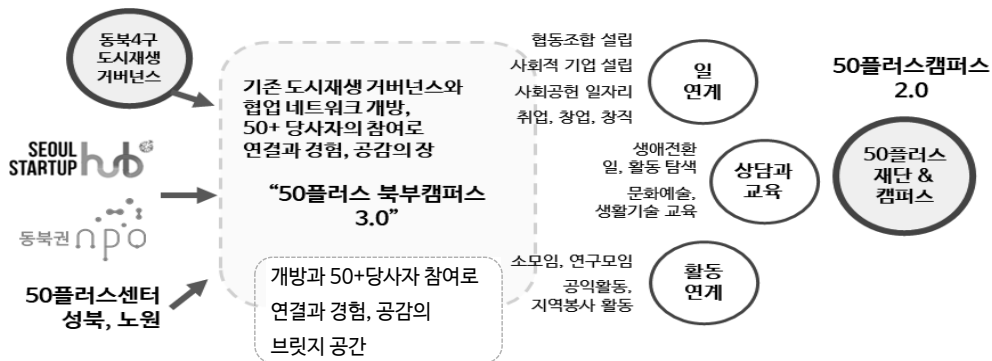 동북4구
도시재생
거버넌스
SEOUL
STARTUP hub
동북권 npo
50플러스센터
성북, 노원
기존 도시재생 거버넌스와
협업 네트워크 개방,
50+ 당사자의 참여로
연결과 경험, 공감의 장
“50플러스 북부캠퍼스
3.0”
개방과 50+당사자 참여로
연결과 경험, 공감의
브릿지 공간
협동조합 설립
사회적 기업 설립
사회공헌 일자리
취업, 창업, 창직
일
연계
생애전환
일, 활동 탐색
문화예술,
생활기술 교육
상담과
교육
소모임, 연구모임
공익활동,
지역봉사 활동
활동
연계
50플러스캠퍼스
2.0
50플러스
재단 &
캠퍼스